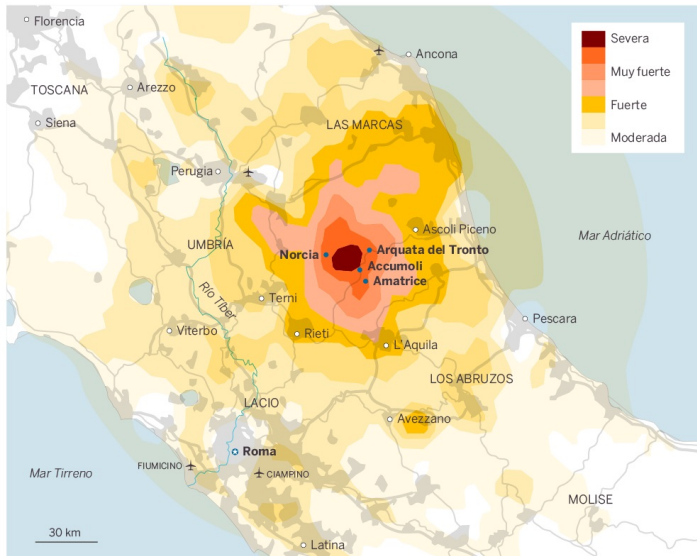 Florencia
Ancona
TOSCANA
Arezzo
Siena
LAS MARCAS
Perugia
Ascoli Piceno
Mar Adriático
UMBRÍA
Norcia
Arquata del Tronto
Accumoli
Amatrice
Río Tíber
Terni
Viterbo
Rieti
L'Aquila
Pescara
LOS ABRUZOS
LACIO
Avezzano
Roma
Mar Tirreno
FIUMICINO
CIAMPINO
MOLISE
30 km
Latina
Severa
Muy fuerte
Fuerte
Moderada